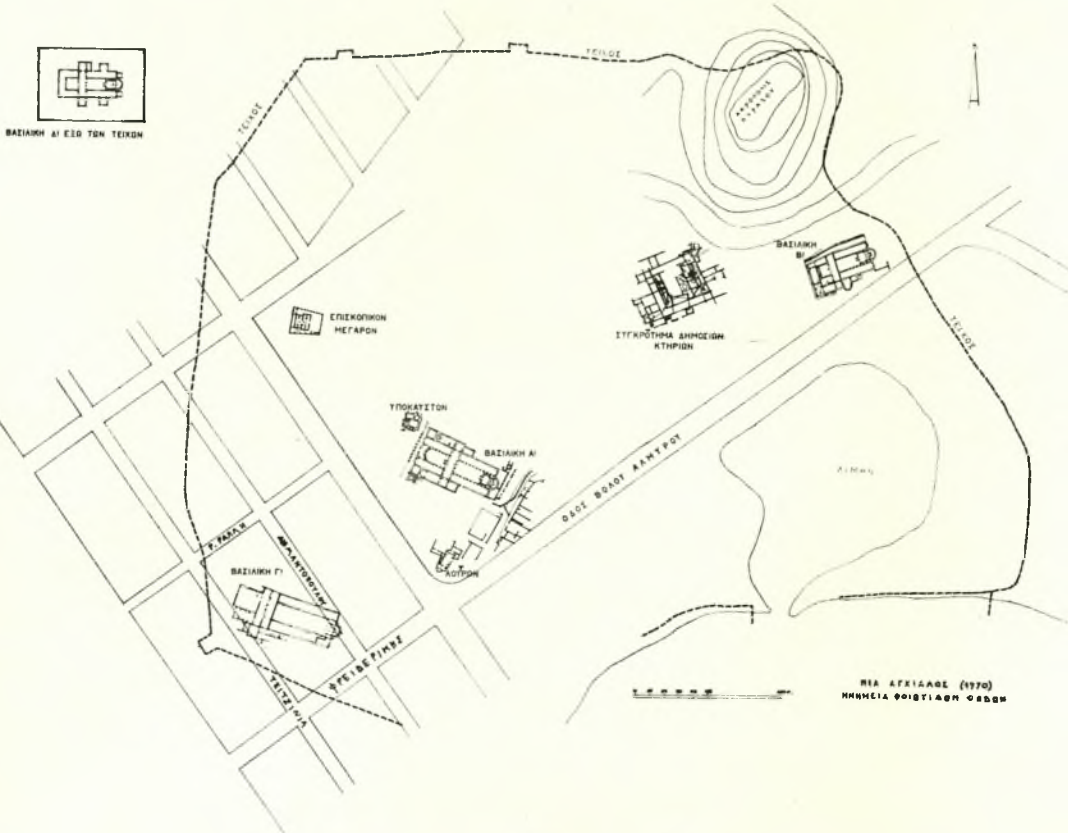 ΒΑΣΙΛΙΚΗ Δ! ΕΞΩ ΤΩΝ ΤΕΙΧΩΝ
ΤΕΙΧΟΣ
ΤΕΙΧΟΣ
ΑΚΡΟΠΟΛΙΣ
ΒΑΣΙΛΙΚΗ
Β!
ΤΕΙΧΟΣ
ΕΠΙΣΚΟΠΙΚΟΝ
ΜΕΓΑΡΟΝ
ΣΥΓΚΡΟΤΗΜΑ ΔΗΜΟΣΙΩΝ
ΚΤΗΡΙΩΝ
ΥΠΟΚΑΥΣΤΟΝ
ΒΑΣΙΛΙΚΗ Α!
ΟΔΟΣ ΒΟΛΟΥ ΑΛΜΥΡΟΥ
ΛΙΜΗΝ
Γ. ΡΑΛΛΗ
ΒΑΣΙΛΙΚΗ Γ!
ΛΟΥΤΡΟΝ
ΦΡΕΙΔΕΡΙΚΗΣ
ΝΕΑ ΑΓΧΙΑΛΟΣ (1970)
ΜΝΗΜΕΙΑ ΦΘΙΩΤΙΔΩΝ ΘΗΒΩΝ